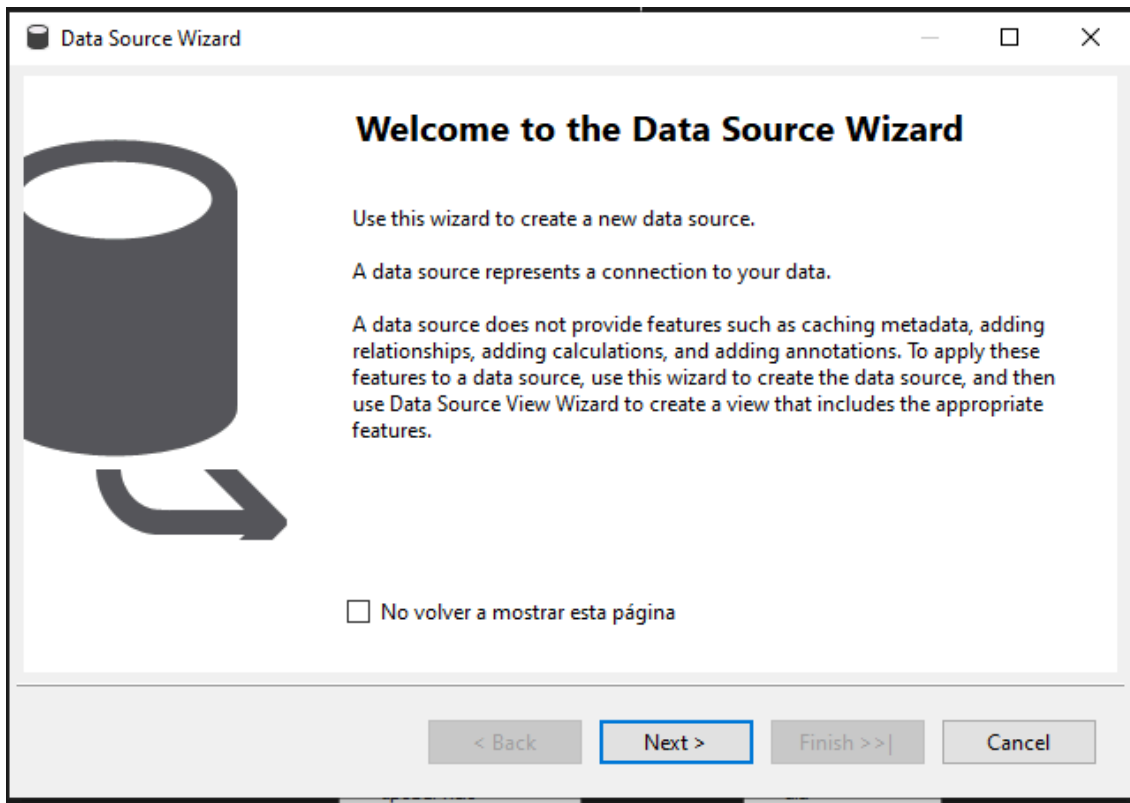 Data Source Wizard
Welcome to the Data Source Wizard
Use this wizard to create a new data source.
A data source represents a connection to your data.
A data source does not provide features such as caching metadata, adding
relationships, adding calculations, and adding annotations. To apply these
features to a data source, use this wizard to create the data source, and then
use Data Source View Wizard to create a view that includes the appropriate
features.
No volver a mostrar esta página
< Back
Next >
Finish >>|
Cancel